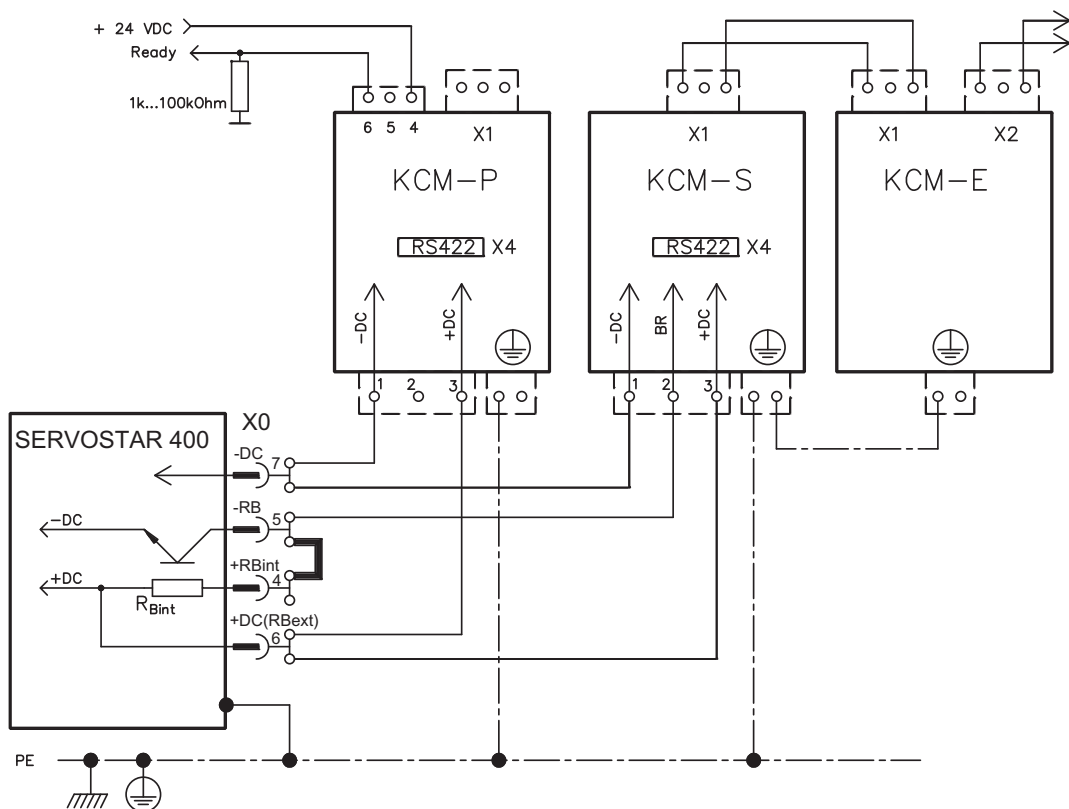 + 24 VDC
Ready
1k...100kOhm
6 5 4
X1
X1
X1
X2
KCM-P
KCM-S
KCM-E
RS422 X4
RS422 X4
-DC
+DC
-DC
BR
+DC
1 2 3
1 2 3
SERVOSTAR 400
X0
-DC
7
-DC
-RB
5
+DC
+RBint
4
RBint
+DC(RBext)
6
PE